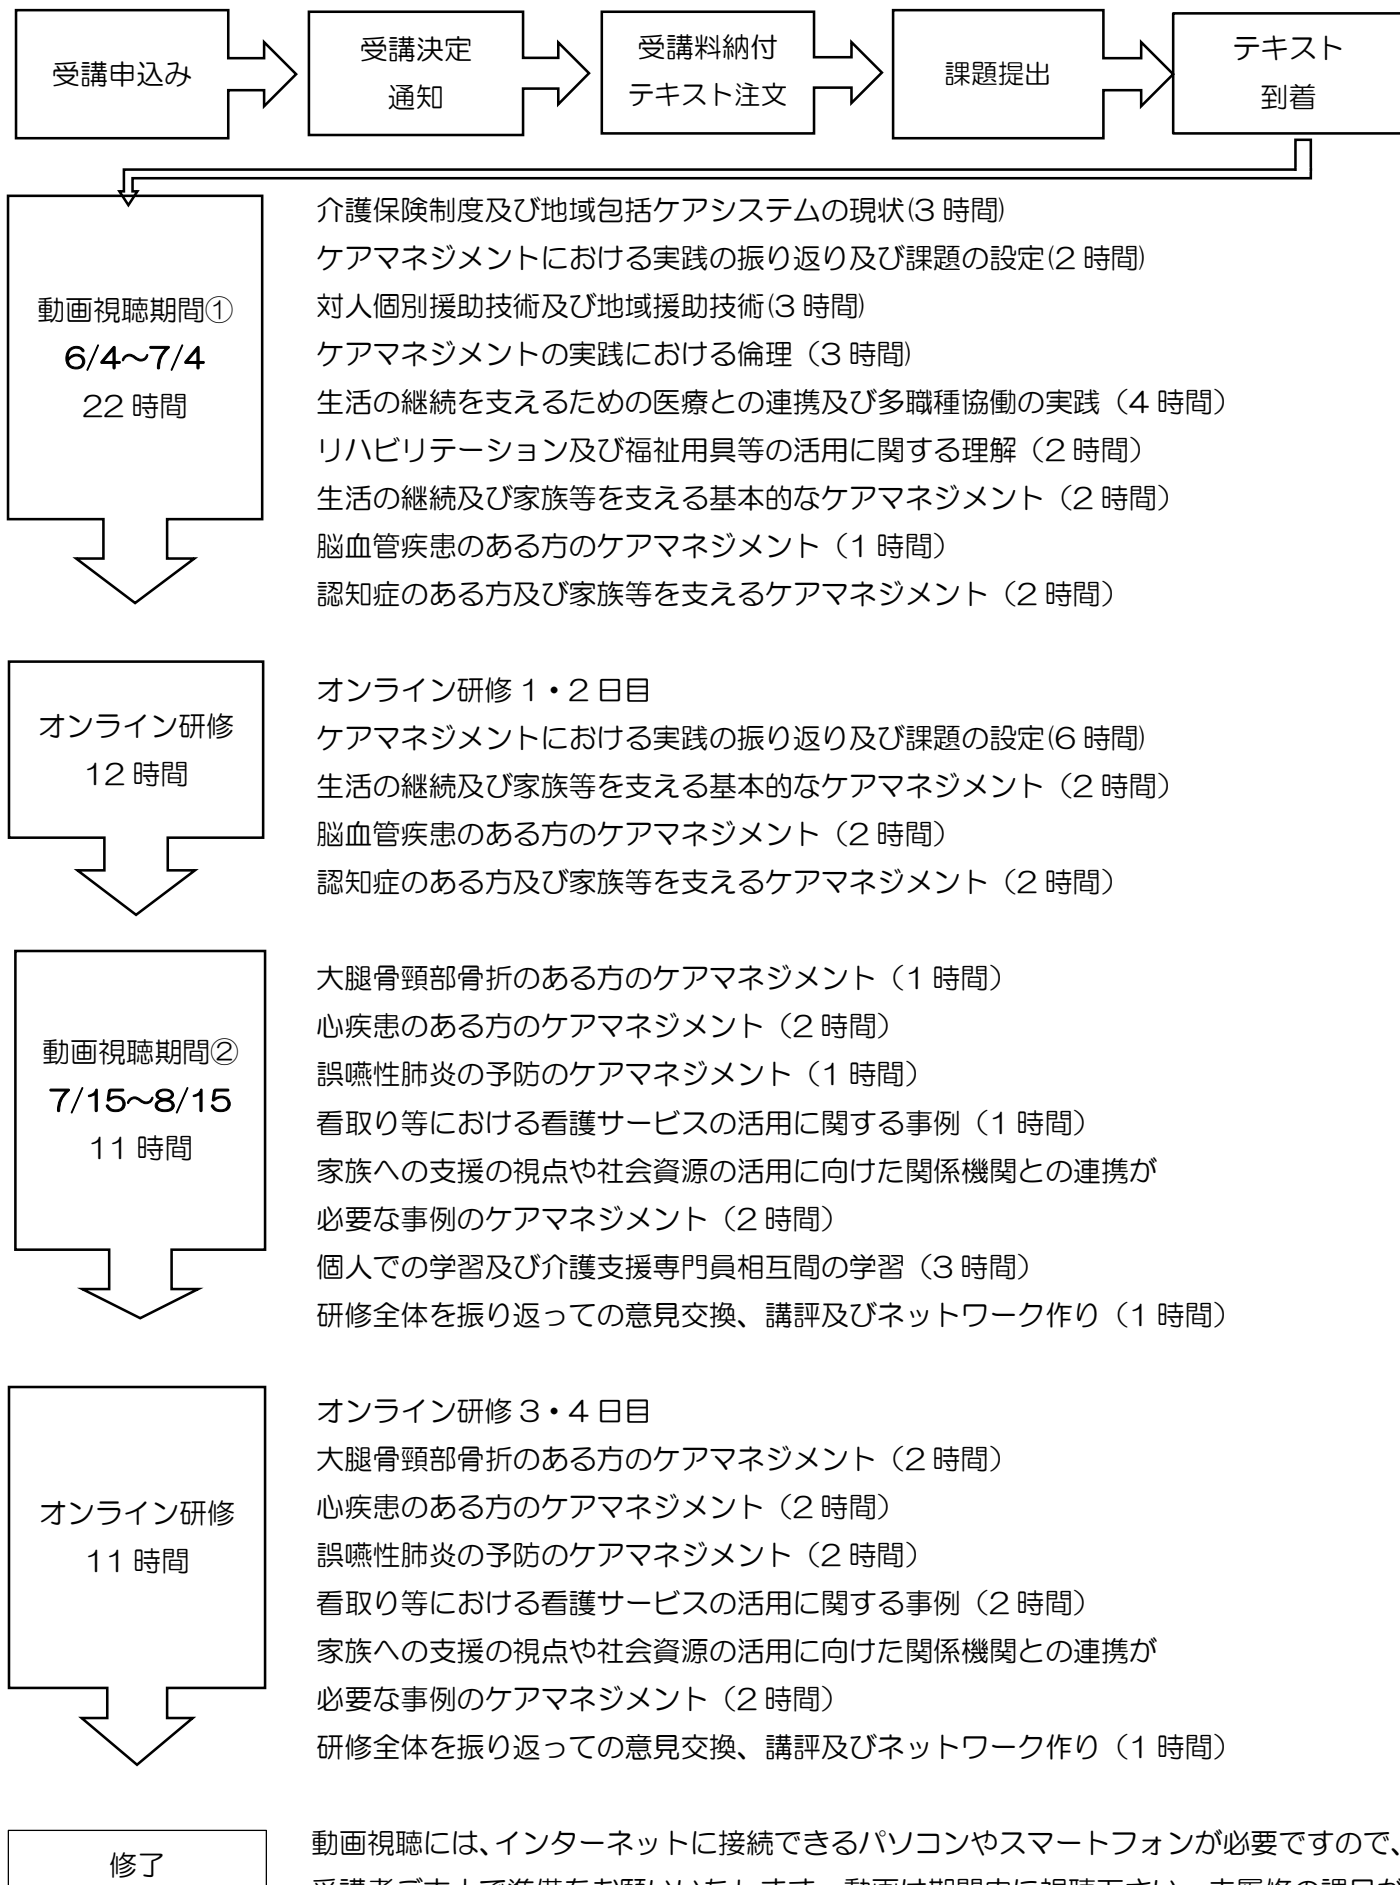 受講申込み
受講決定
通知
受講料納付
テキスト注文
課題提出
テキスト
到着
動画視聴期間①
6/4～7/4
22時間
介護保険制度及び地域包括ケアシステムの現状(3時間)
ケアマネジメントにおける実践の振り返り及び課題の設定(2時間)
対人個別援助技術及び地域援助技術(3時間)
ケアマネジメントの実践における倫理（3時間)
生活の継続を支えるための医療との連携及び多職種協働の実践（4時間）
リハビリテーション及び福祉用具等の活用に関する理解（2時間）
生活の継続及び家族等を支える基本的なケアマネジメント（2時間）
脳血管疾患のある方のケアマネジメント（1時間）
認知症のある方及び家族等を支えるケアマネジメント（2時間）
オンライン研修
12時間
オンライン研修1・2日目
ケアマネジメントにおける実践の振り返り及び課題の設定(6時間)
生活の継続及び家族等を支える基本的なケアマネジメント（2時間）
脳血管疾患のある方のケアマネジメント（2時間）
認知症のある方及び家族等を支えるケアマネジメント（2時間）
動画視聴期間②
7/15～8/15
11時間
大腿骨頸部骨折のある方のケアマネジメント（1時間）
心疾患のある方のケアマネジメント（2時間）
誤嚥性肺炎の予防のケアマネジメント（1時間）
看取り等における看護サービスの活用に関する事例（1時間）
家族への支援の視点や社会資源の活用に向けた関係機関との連携が
必要な事例のケアマネジメント（2時間）
個人での学習及び介護支援専門員相互間の学習（3時間）
研修全体を振り返っての意見交換、講評及びネットワーク作り（1時間）
オンライン研修
11時間
オンライン研修3・4日目
大腿骨頸部骨折のある方のケアマネジメント（2時間）
心疾患のある方のケアマネジメント（2時間）
誤嚥性肺炎の予防のケアマネジメント（2時間）
看取り等における看護サービスの活用に関する事例（2時間）
家族への支援の視点や社会資源の活用に向けた関係機関との連携が
必要な事例のケアマネジメント（2時間）
研修全体を振り返っての意見交換、講評及びネットワーク作り（1時間）
修了
動画視聴には、インターネットに接続できるパソコンやスマートフォンが必要ですので、